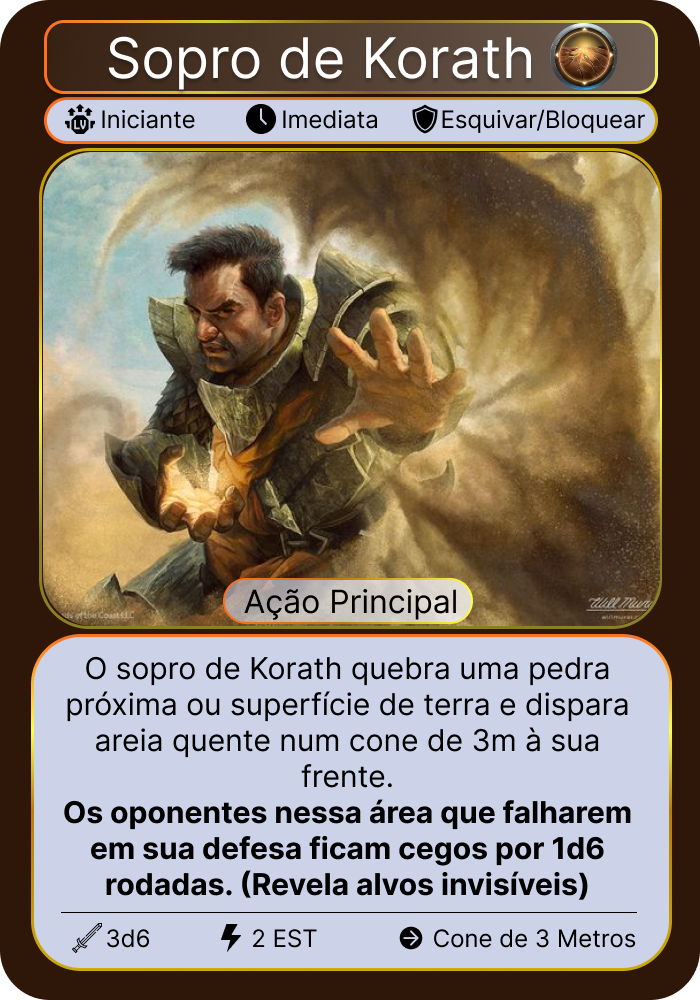 Sopro de Korath
LV Iniciante Imediata Esquivar/Bloquear
Ação Principal
O sopro de Korath quebra uma pedra
próxima ou superfície de terra e dispara
areia quente num cone de 3m à sua
frente.
Os oponentes nessa área que falharem
em sua defesa ficam cegos por 1d6
rodadas. (Revela alvos invisíveis)
3d6 2 EST Cone de 3 Metros